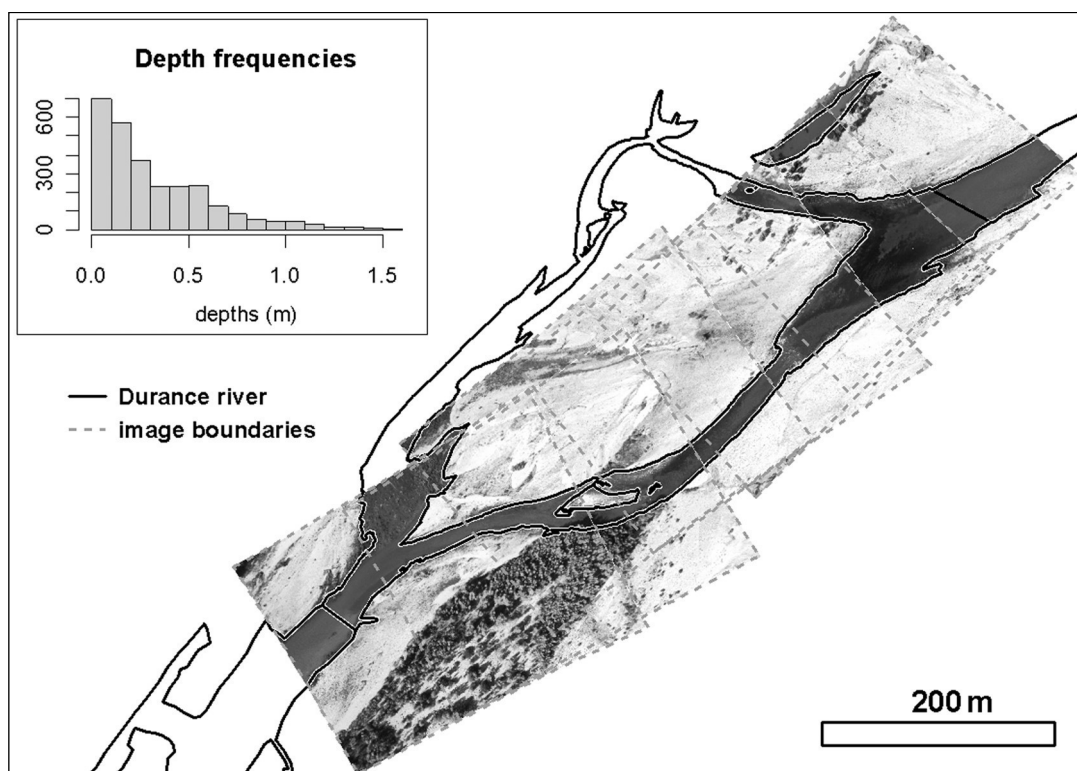 Depth frequencies
600
300
0
0.0 0.5 1.0 1.5
depths (m)
Durance river
image boundaries
200 m